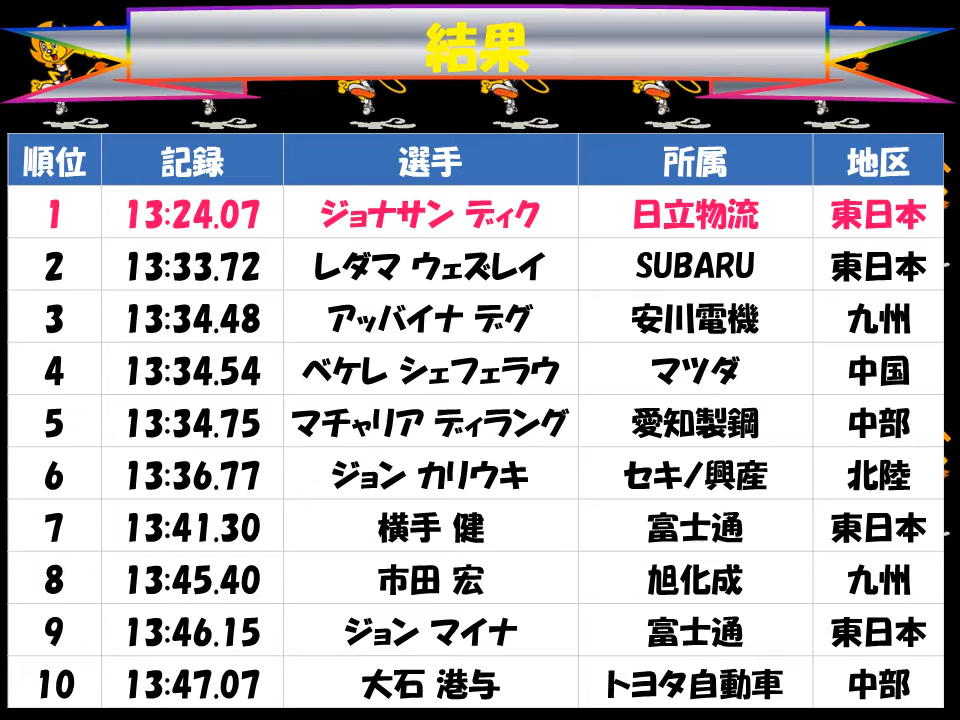 結果
順位 記録 選手 所属 地区
1 13:24.07 ジョナサン ディク 日立物流 東日本
2 13:33.72 レダマ ウェズレイ SUBARU 東日本
3 13:34.48 アッバイナ デグ 安川電機 九州
4 13:34.54 ベケレ シェフェラウ マツダ 中国
5 13:34.75 マチャリア ディラング 愛知製鋼 中部
6 13:36.77 ジョン カリウキ セキノ興産 北陸
7 13:41.30 横手 健 富士通 東日本
8 13:45.40 市田 宏 旭化成 九州
9 13:46.15 ジョン マイナ 富士通 東日本
10 13:47.07 大石 港与 トヨタ自動車 中部